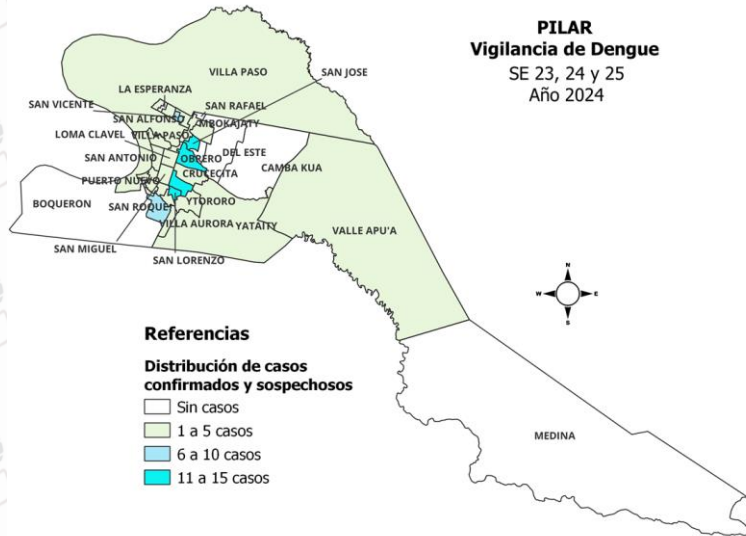 PILAR
Vigilancia de Dengue
SE 23, 24 y 25
Año 2024
VILLA PASO
SAN JOSE
LA ESPERANZA
SAN VICENTE
SAN RAFAEL
SAN ALFONSO
MBOKAJATY
LOMA CLAVEL
VILLA PASO
SAN ANTONIO
OBRERO
DEL ESTE
CAMBA KUA
CRUCECITA
PUERTO NUEVO
BOQUERON
SAN ROQUE
YTORORO
VILLA AURORA
YATAITY
VALLE APU'A
SAN MIGUEL
SAN LORENZO
N
W
E
S
Referencias
Distribución de casos
confirmados y sospechosos
Sin casos
1 a 5 casos
6 a 10 casos
11 a 15 casos
MEDINA